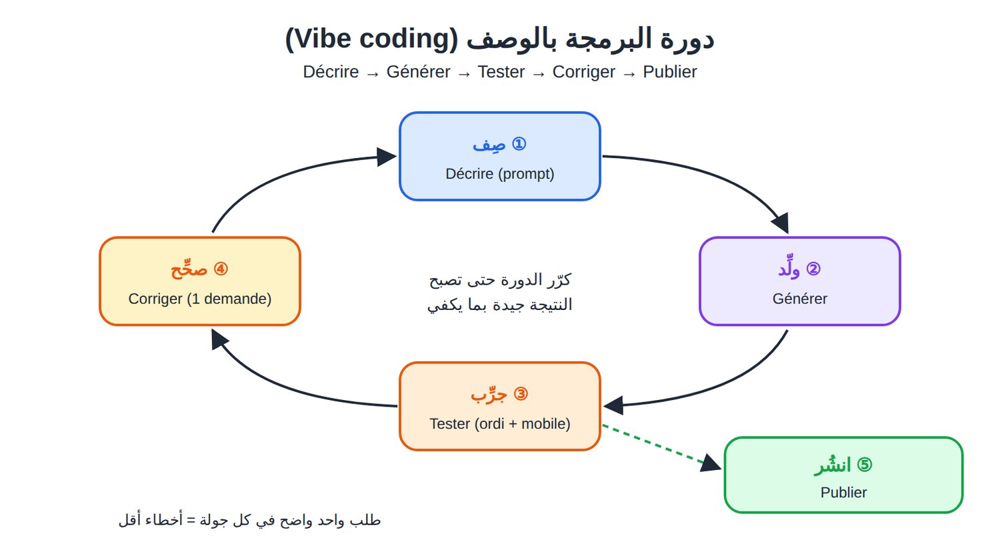 دورة البرمجة بالوصف (Vibe coding)
Décrire → Générer → Tester → Corriger → Publier
① صِف
Décrire (prompt)
② ولِّد
Générer
③ جرِّب
Tester (ordi + mobile)
④ صحِّح
Corriger (1 demande)
كرّر الدورة حتى تصبح
النتيجة جيدة بما يكفي
⑤ انشُر
Publier
طلب واحد واضح في كل جولة = أخطاء أقل